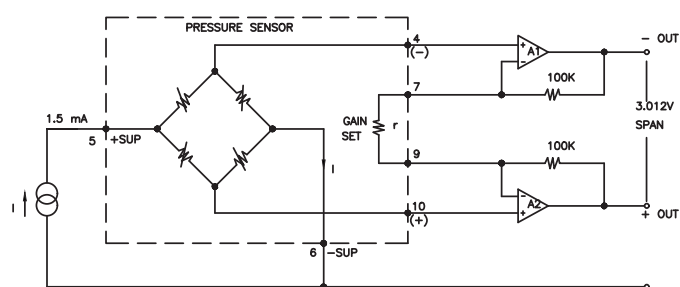 PRESSURE SENSOR
4
(-)
+
A1
-
- OUT
7
100K
1.5 mA
5
+SUP
GAIN
SET
r
3.012V
SPAN
I
9
100K
I
-
A2
+
10
(+)
+ OUT
6
-SUP